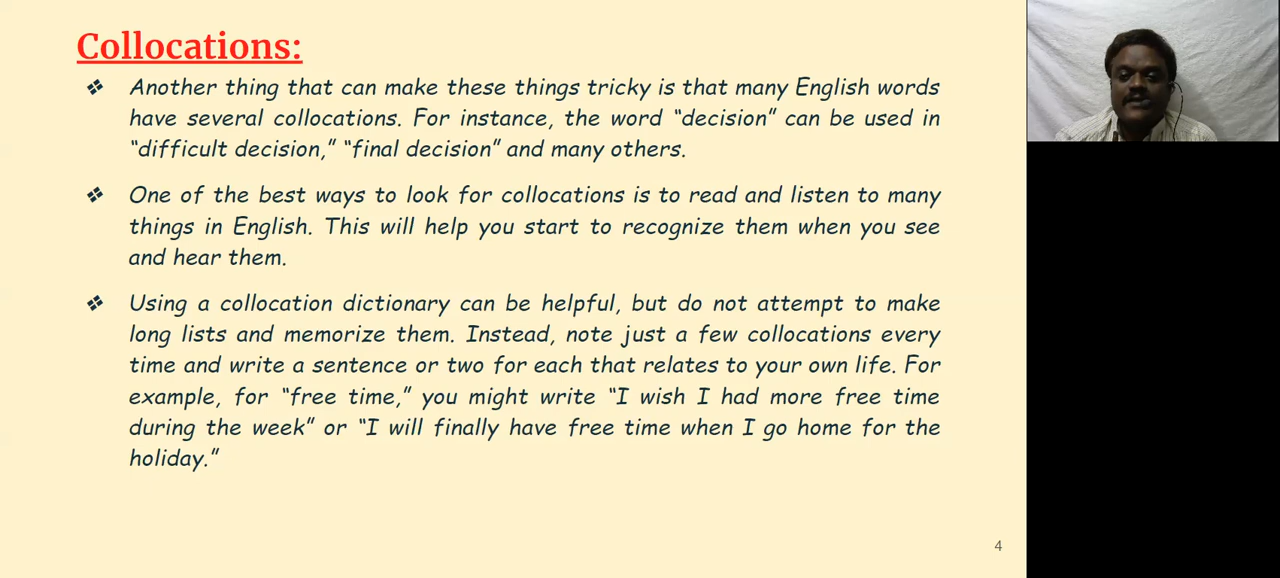 Collocations:
❖ Another thing that can make these things tricky is that many English words
have several collocations. For instance, the word “decision” can be used in
“difficult decision,” “final decision” and many others.
❖ One of the best ways to look for collocations is to read and listen to many
things in English. This will help you start to recognize them when you see
and hear them.
❖ Using a collocation dictionary can be helpful, but do not attempt to make
long lists and memorize them. Instead, note just a few collocations every
time and write a sentence or two for each that relates to your own life. For
example, for “free time,” you might write “I wish I had more free time
during the week” or “I will finally have free time when I go home for the
holiday.”
4